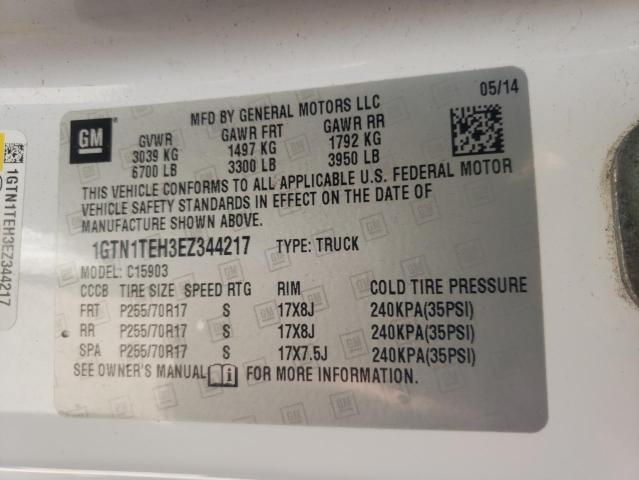 05/14
MFD BY GENERAL MOTORS LLC
GM
GVWR GAWR FRT GAWR RR
3039 KG 1497 KG 1792 KG
6700 LB 3300 LB 3950 LB
THIS VEHICLE CONFORMS TO ALL APPLICABLE U.S. FEDERAL MOTOR
VEHICLE SAFETY STANDARDS IN EFFECT ON THE DATE OF
MANUFACTURE SHOWN ABOVE.
1GTN1TEH3EZ344217 TYPE: TRUCK
MODEL: C15903
CCCB TIRE SIZE SPEED RTG RIM COLD TIRE PRESSURE
FRT P255/70R17 S 17X8J 240KPA(35PSI)
RR P255/70R17 S 17X8J 240KPA(35PSI)
SPA P255/70R17 S 17X7.5J 240KPA(35PSI)
SEE OWNER'S MANUAL i FOR MORE INFORMATION.
1GTN1TEH3EZ344217